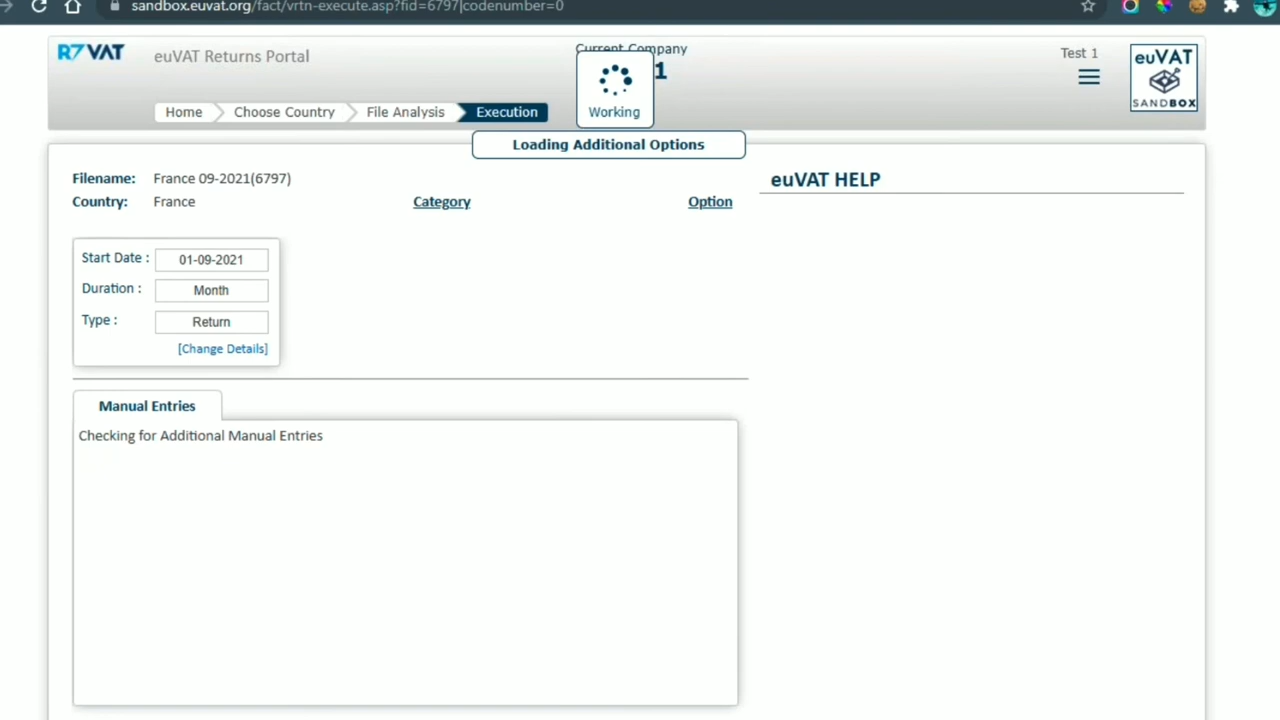 sandbox.euvat.org/fact/vrtn-execute.asp?fid=6797|codenumber=0
R7 VAT
euVAT Returns Portal
Current Company
1
Test 1
euVAT
SANDBOX
Home
Choose Country
File Analysis
Execution
Working
Loading Additional Options
Filename: France 09-2021(6797)
Country: France
Category
Option
euVAT HELP
Start Date : 01-09-2021
Duration : Month
Type : Return
[Change Details]
Manual Entries
Checking for Additional Manual Entries